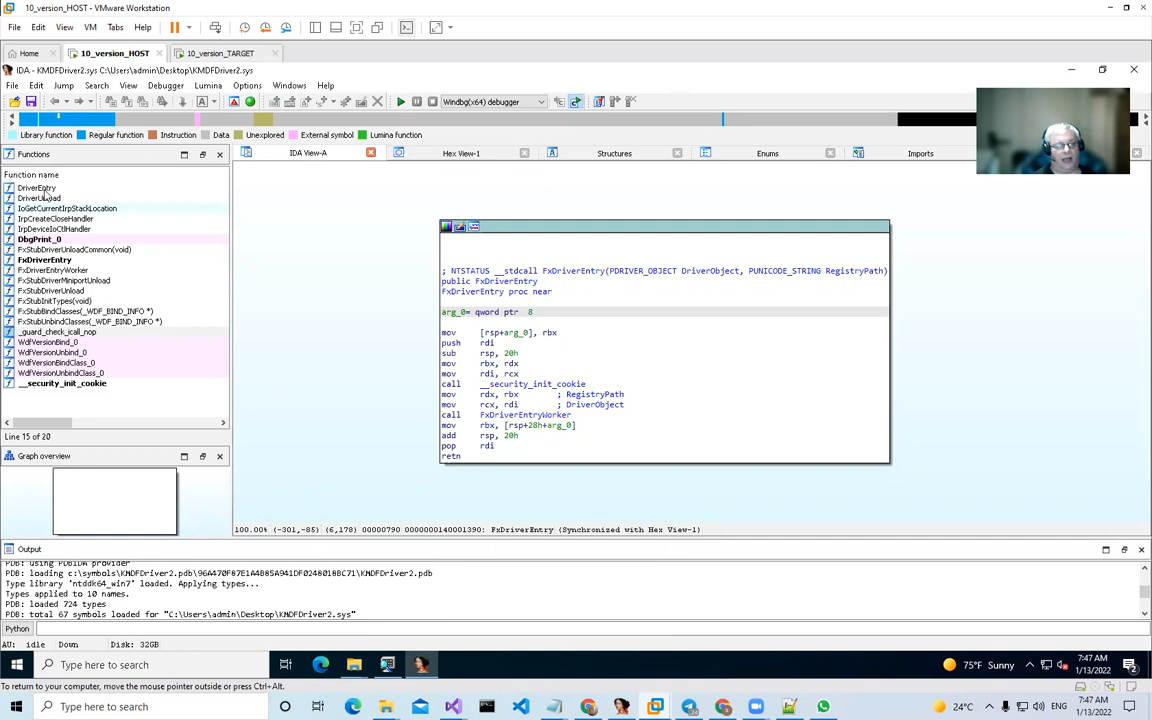 10_version_HOST - VMware Workstation
File Edit View VM Tabs Help
Home 10_version_HOST 10_version_TARGET
IDA - KMDFDriver2.sys C:\Users\admin\Desktop\KMDFDriver2.sys
File Edit Jump Search View Debugger Lumina Options Windows Help
Windbg(x64) debugger
Library function Regular function Instruction Data Unexplored External symbol Lumina function
Functions IDA View-A Hex View-1 Structures Enums Imports
Function name
DriverEntry
DriverUnload
IoGetCurrentIrpStackLocation
IrpCreateCloseHandler
IrpDeviceIoCtlHandler
DbgPrint_0
FxStubDriverUnloadCommon(void)
FxDriverEntry
FxDriverEntryWorker
FxStubDriverMiniportUnload
FxStubDriverUnload
FxStubInitTypes(void)
FxStubBindClasses(_WDF_BIND_INFO *)
FxStubUnbindClasses(_WDF_BIND_INFO *)
_guard_check_icall_nop
WdfVersionBind_0
WdfVersionUnbind_0
WdfVersionBindClass_0
WdfVersionUnbindClass_0
__security_init_cookie
Line 15 of 20
Graph overview
; NTSTATUS __stdcall FxDriverEntry(PDRIVER_OBJECT DriverObject, PUNICODE_STRING RegistryPath)
public FxDriverEntry
FxDriverEntry proc near
arg_0= qword ptr 8
mov [rsp+arg_0], rbx
push rdi
sub rsp, 20h
mov rbx, rdx
mov rdi, rcx
call __security_init_cookie
mov rdx, rbx ; RegistryPath
mov rcx, rdi ; DriverObject
call FxDriverEntryWorker
mov rbx, [rsp+28h+arg_0]
add rsp, 20h
pop rdi
retn
100.00% (-301,-85) (6,178) 00000790 0000000140001390: FxDriverEntry (Synchronized with Hex View-1)
Output
PDB: using PDBIDA provider
PDB: loading c:\symbols\KMDFDriver2.pdb\96A470F87E1A4885A941DF0248018BC71\KMDFDriver2.pdb
Type library 'ntddk64_win7' loaded. Applying types...
Types applied to 10 names.
PDB: loaded 724 types
PDB: total 67 symbols loaded for "C:\Users\admin\Desktop\KMDFDriver2.sys"
Python
AU: idle Down Disk: 32GB
Type here to search 75°F Sunny 7:47 AM
1/13/2022
2
To return to your computer, move the mouse pointer outside or press Ctrl+Alt.
Type here to search 24°C ENG 7:47 AM
1/13/2022